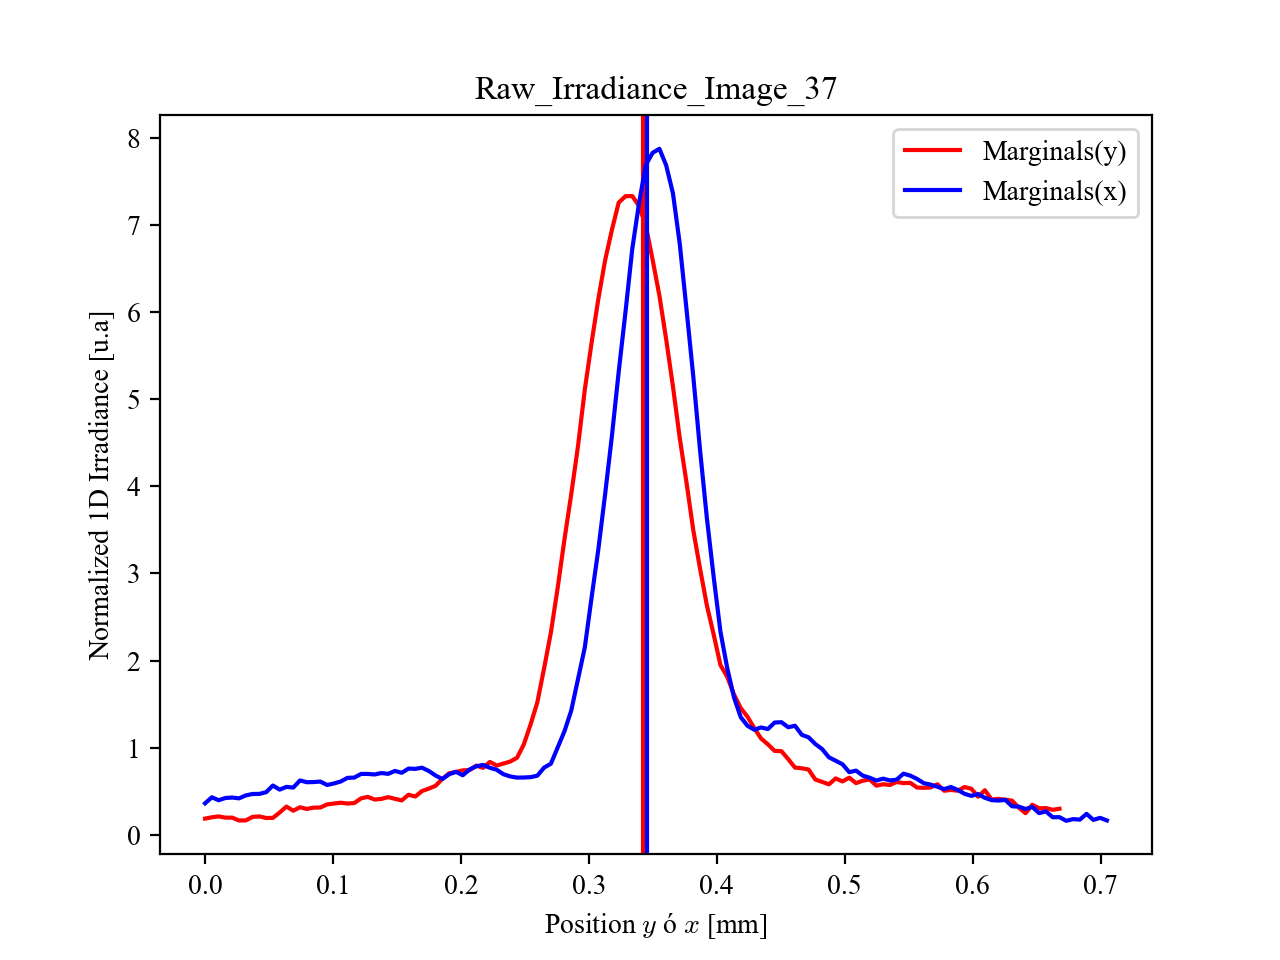 Raw_Irradiance_Image_37
Marginals(y)
Marginals(x)
Normalized 1D Irradiance [u.a]
8
7
6
5
4
3
2
1
0
0.0 0.1 0.2 0.3 0.4 0.5 0.6 0.7
Position y ó x [mm]